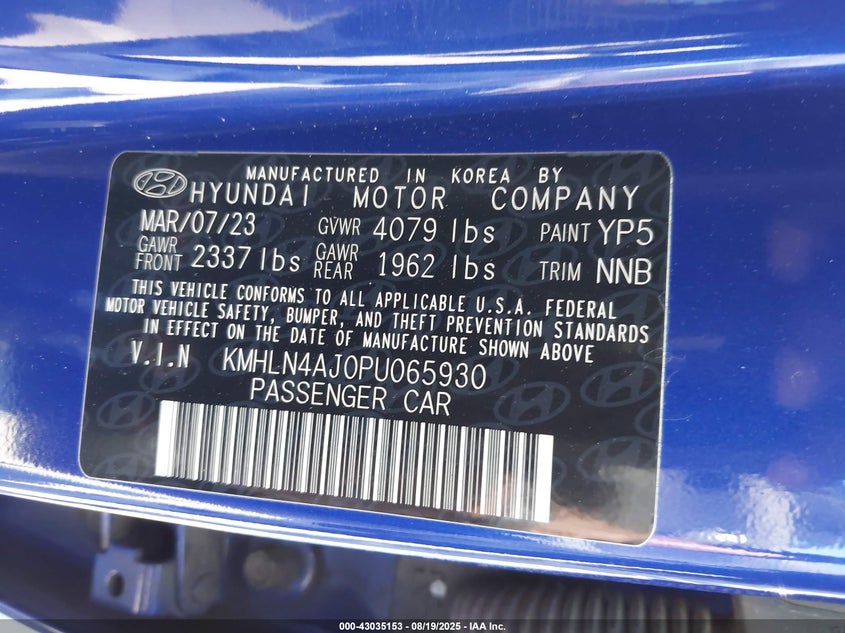 MANUFACTURED IN KOREA BY
HYUNDAI MOTOR COMPANY
MAR/07/23 GVWR 4079 lbs PAINT YP5
GAWR FRONT 2337 lbs GAWR REAR 1962 lbs TRIM NNB
THIS VEHICLE CONFORMS TO ALL APPLICABLE U.S.A. FEDERAL
MOTOR VEHICLE SAFETY, BUMPER, AND THEFT PREVENTION STANDARDS
IN EFFECT ON THE DATE OF MANUFACTURE SHOWN ABOVE
V.I.N KMHLN4AJ0PU065930
PASSENGER CAR
000-43035153 - 08/19/2025 - IAA Inc.